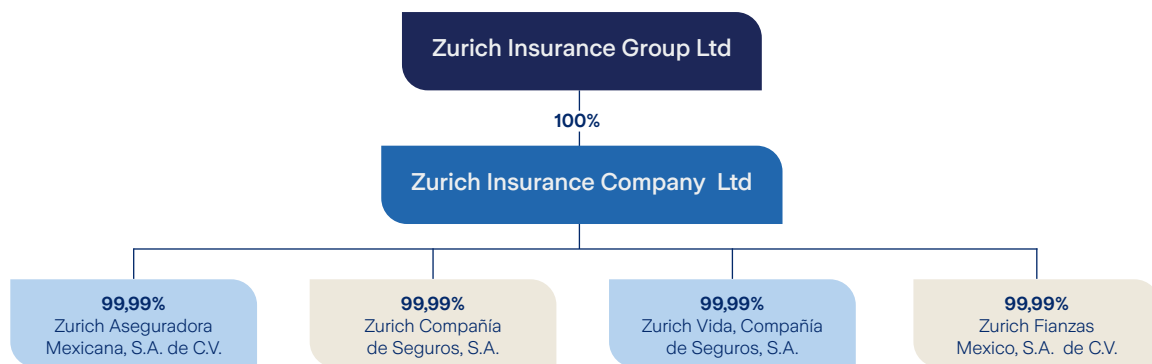 Zurich Insurance Group Ltd
100%
Zurich Insurance Company Ltd
99,99%
Zurich Aseguradora
Mexicana, S.A. de C.V.
99,99%
Zurich Compañía
de Seguros, S.A.
99,99%
Zurich Vida, Compañía
de Seguros, S.A.
99,99%
Zurich Fianzas
Mexico, S.A. de C.V.